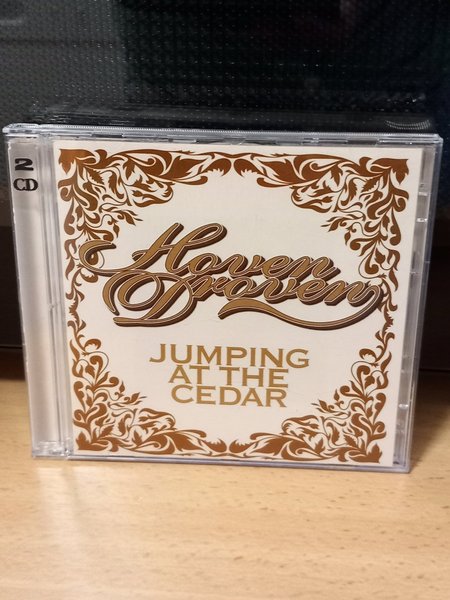 2
CD
Hoven
Droven
JUMPING
AT THE
CEDAR